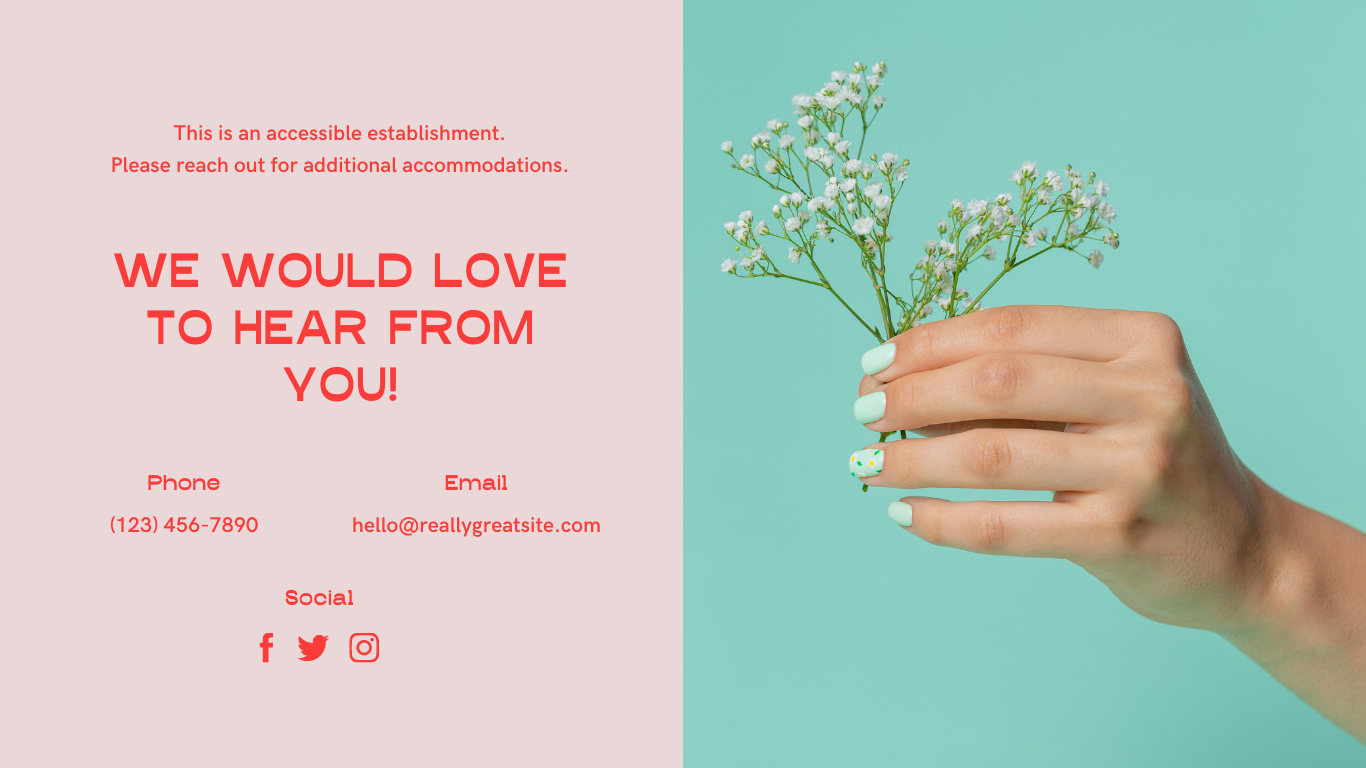 This is an accessible establishment.
Please reach out for additional accommodations.
WE WOULD LOVE
TO HEAR FROM
YOU!
Phone
(123) 456-7890
Email
hello@reallygreatsite.com
Social